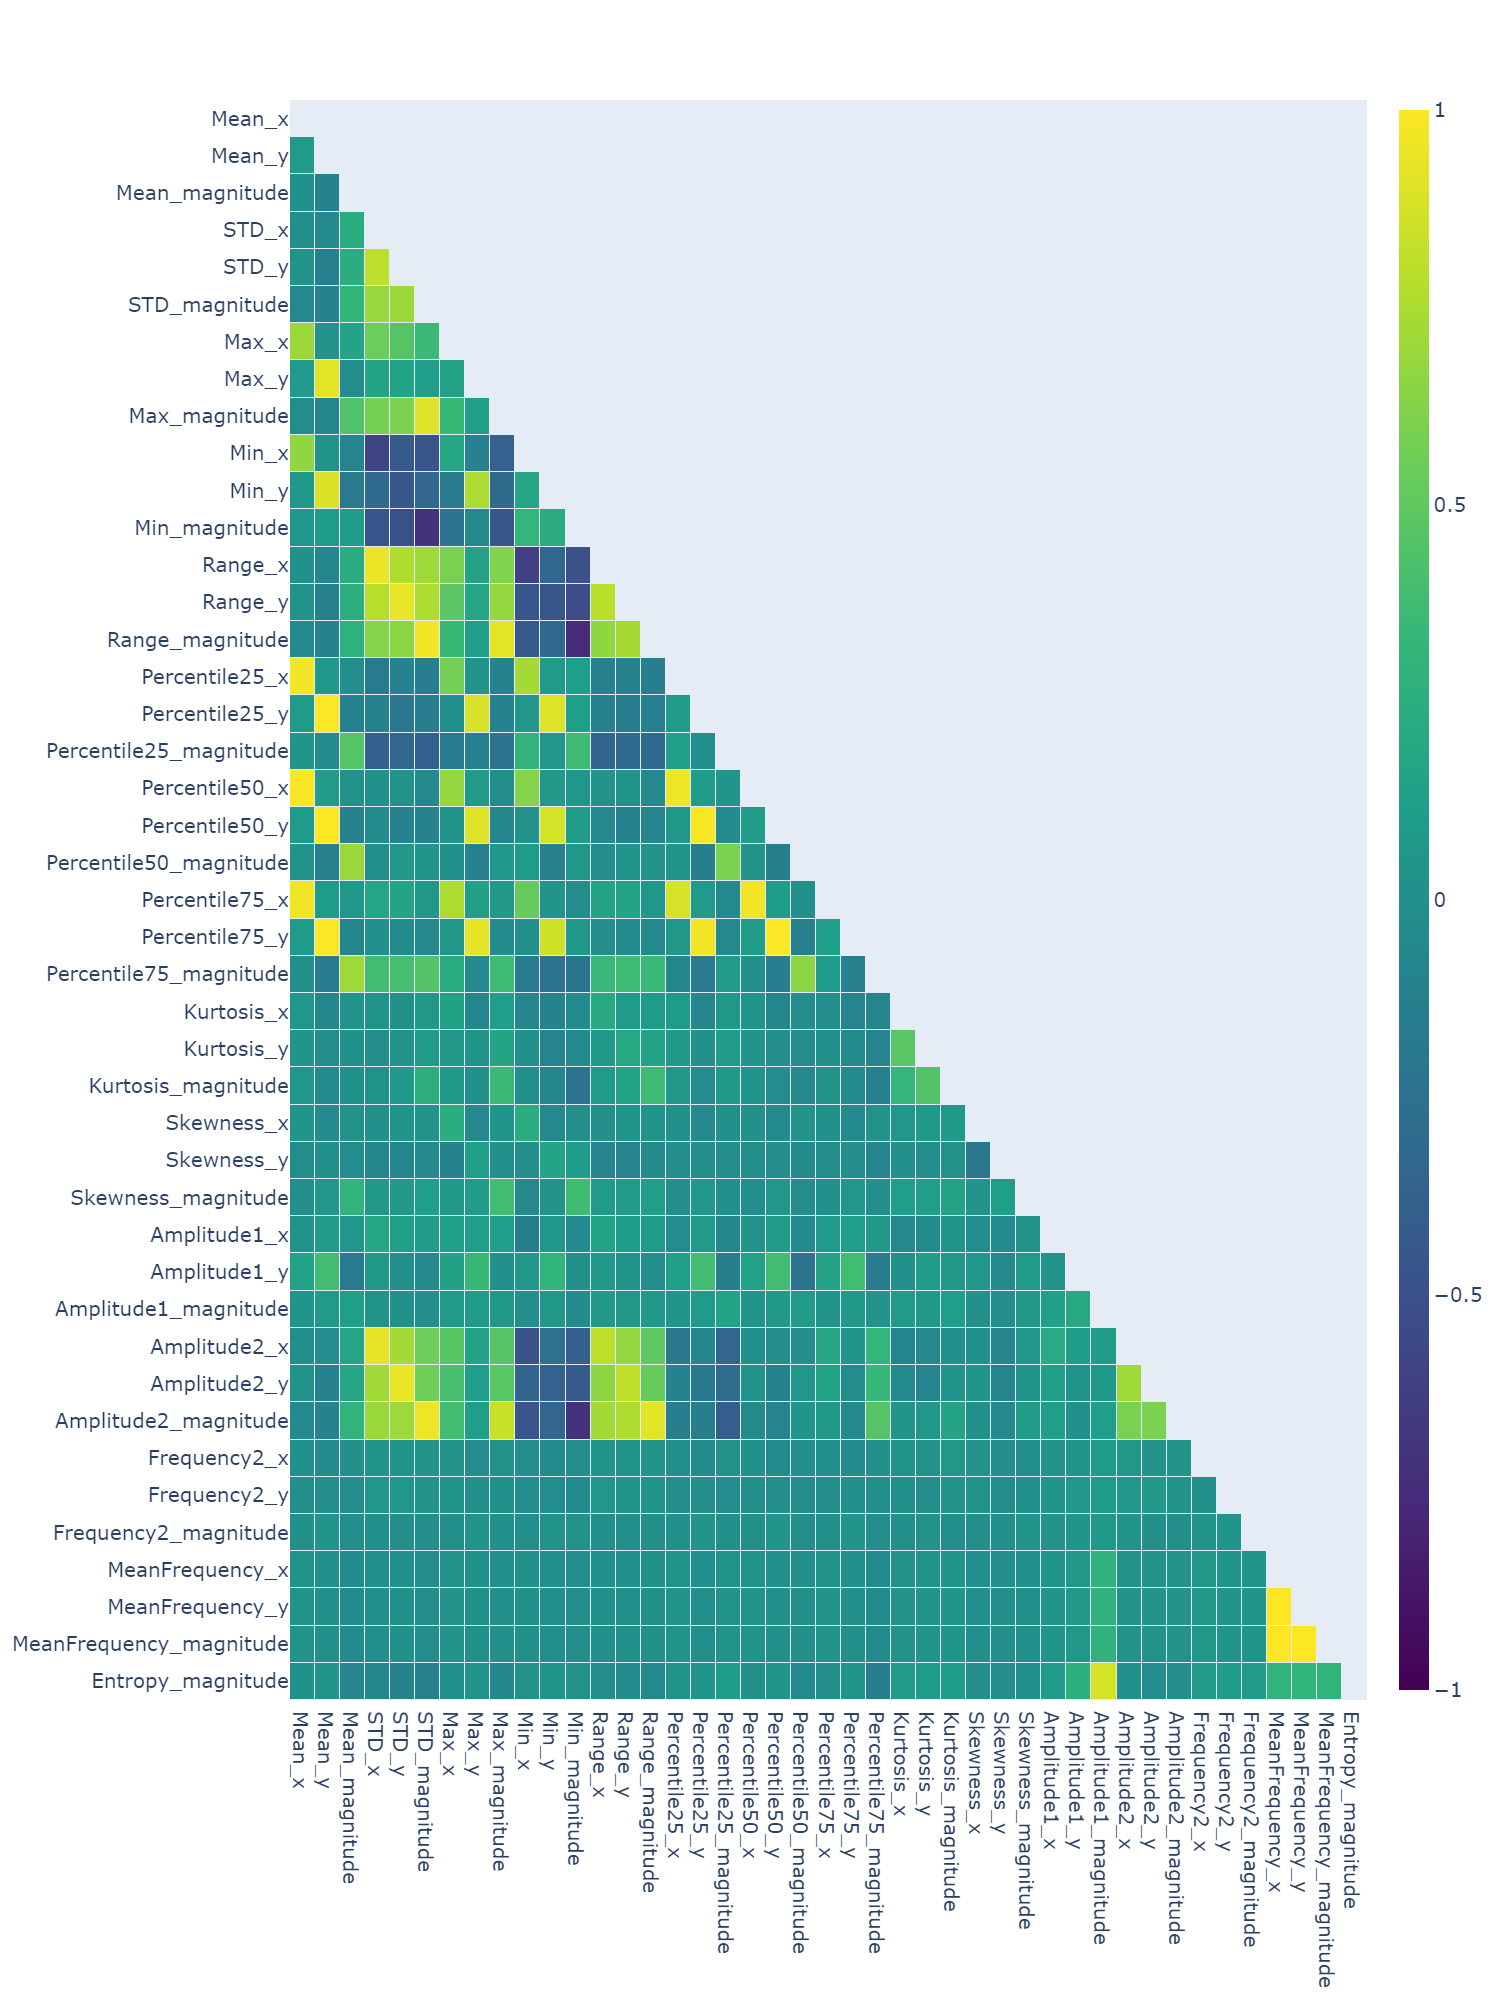 Mean_x
Mean_y
Mean_magnitude
STD_x
STD_y
STD_magnitude
Max_x
Max_y
Max_magnitude
Min_x
Min_y
Min_magnitude
Range_x
Range_y
Range_magnitude
Percentile25_x
Percentile25_y
Percentile25_magnitude
Percentile50_x
Percentile50_y
Percentile50_magnitude
Percentile75_x
Percentile75_y
Percentile75_magnitude
Kurtosis_x
Kurtosis_y
Kurtosis_magnitude
Skewness_x
Skewness_y
Skewness_magnitude
Amplitude1_x
Amplitude1_y
Amplitude1_magnitude
Amplitude2_x
Amplitude2_y
Amplitude2_magnitude
Frequency2_x
Frequency2_y
Frequency2_magnitude
MeanFrequency_x
MeanFrequency_y
MeanFrequency_magnitude
Entropy_magnitude
Mean_x
Mean_y
Mean_magnitude
STD_x
STD_y
STD_magnitude
Max_x
Max_y
Max_magnitude
Min_x
Min_y
Min_magnitude
Range_x
Range_y
Range_magnitude
Percentile25_x
Percentile25_y
Percentile25_magnitude
Percentile50_x
Percentile50_y
Percentile50_magnitude
Percentile75_x
Percentile75_y
Percentile75_magnitude
Kurtosis_x
Kurtosis_y
Kurtosis_magnitude
Skewness_x
Skewness_y
Skewness_magnitude
Amplitude1_x
Amplitude1_y
Amplitude1_magnitude
Amplitude2_x
Amplitude2_y
Amplitude2_magnitude
Frequency2_x
Frequency2_y
Frequency2_magnitude
MeanFrequency_x
MeanFrequency_y
MeanFrequency_magnitude
Entropy_magnitude
1
0.5
0
−0.5
−1